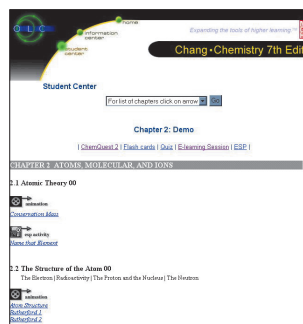 OLC
home
information
center
student
center
Expanding the tools of higher learning.™
Chang•Chemistry 7th Edi
Student Center
For list of chapters click on arrow
Chapter 2: Demo
| ChemQuest 2 | Flash cards | Quiz | E-learning Session | ESP |
CHAPTER 2 ATOMS, MOLECULAR, AND IONS
2.1 Atomic Theory 00
animation
Conservation Mass
activity
Name that Element
2.2 The Structure of the Atom 00
The Electron | Radioactivity | The Proton and the Nucleus | The Neutron
animation
Atom Structure
Rutherford 1
Rutherford 2